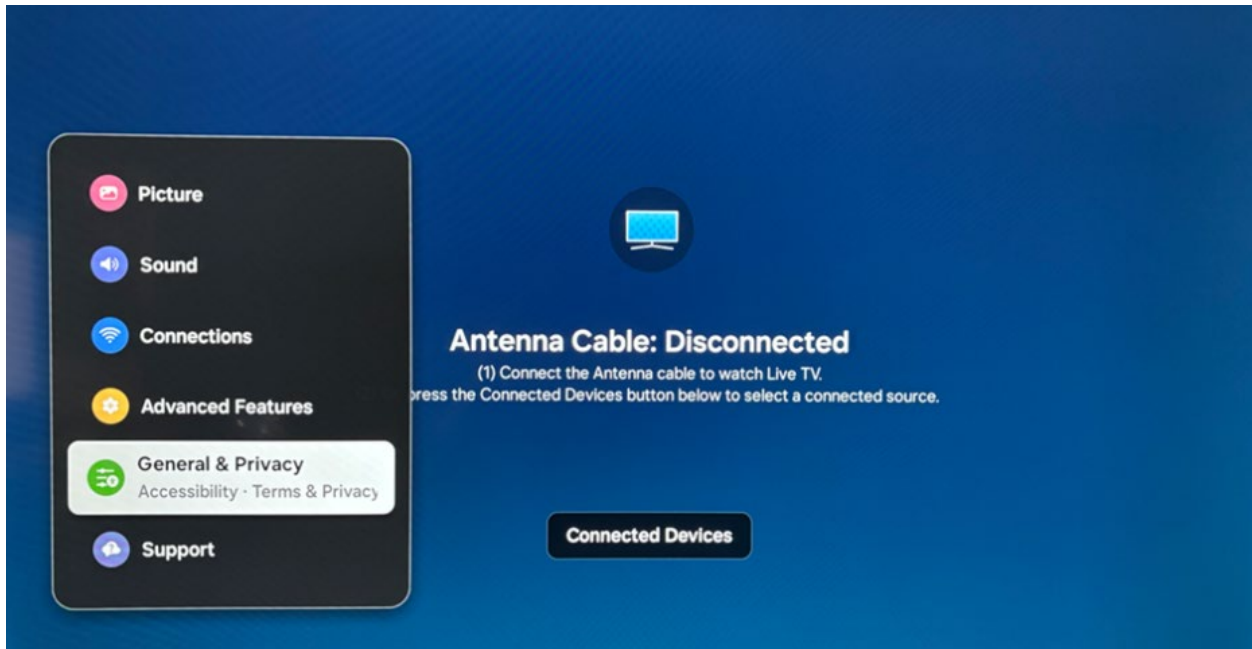 Picture
Sound
Connections
Advanced Features
General & Privacy
Accessibility · Terms & Privacy
Support
Antenna Cable: Disconnected
(1) Connect the Antenna cable to watch Live TV.
press the Connected Devices button below to select a connected source.
Connected Devices